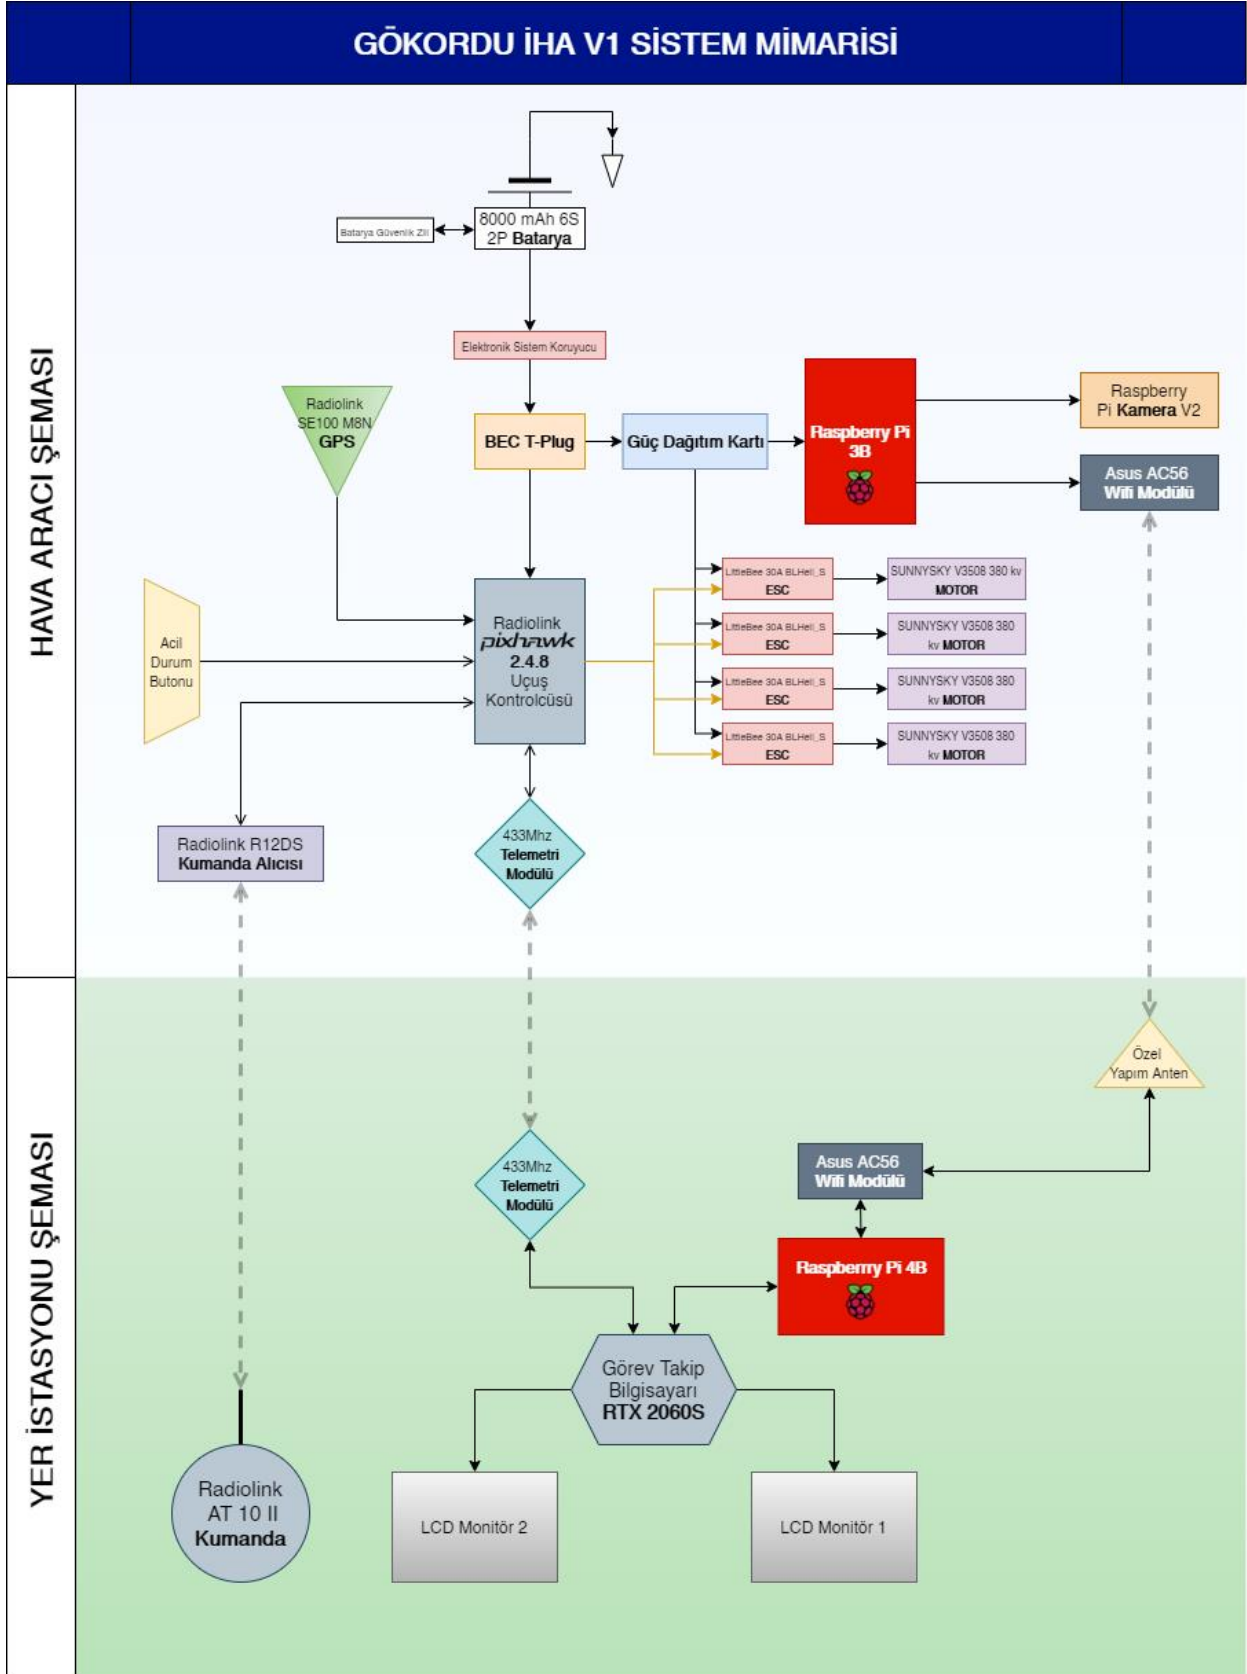 GÖKORDU İHA V1 SİSTEM MİMARİSİ
HAVA ARACI ŞEMASI
8000 mAh 6S
2P Batarya
Batarya Güvenlik Zili
Elektronik Sistem Koruyucu
Radiolink
SE100 M8N
GPS
BEC T-Plug
Güç Dağıtım Kartı
Raspberry Pi
3B
Raspberry
Pi Kamera V2
Asus AC56
Wifi Modülü
Acil
Durum
Butonu
Radiolink
pixhawk
2.4.8
Uçuş
Kontrolcüsü
LittleBee 30A BLHeli_S
ESC
SUNNYSKY V3508 380 kv
MOTOR
LittleBee 30A BLHeli_S
ESC
SUNNYSKY V3508 380
kv MOTOR
LittleBee 30A BLHeli_S
ESC
SUNNYSKY V3508 380
kv MOTOR
LittleBee 30A BLHeli_S
ESC
SUNNYSKY V3508 380
kv MOTOR
Radiolink R12DS
Kumanda Alıcısı
433Mhz
Telemetri
Modülü
YER İSTASYONU ŞEMASI
Özel
Yapım Anten
433Mhz
Telemetri
Modülü
Asus AC56
Wifi Modülü
Raspberrry Pi 4B
Görev Takip
Bilgisayarı
RTX 2060S
Radiolink
AT 10 II
Kumanda
LCD Monitör 2
LCD Monitör 1